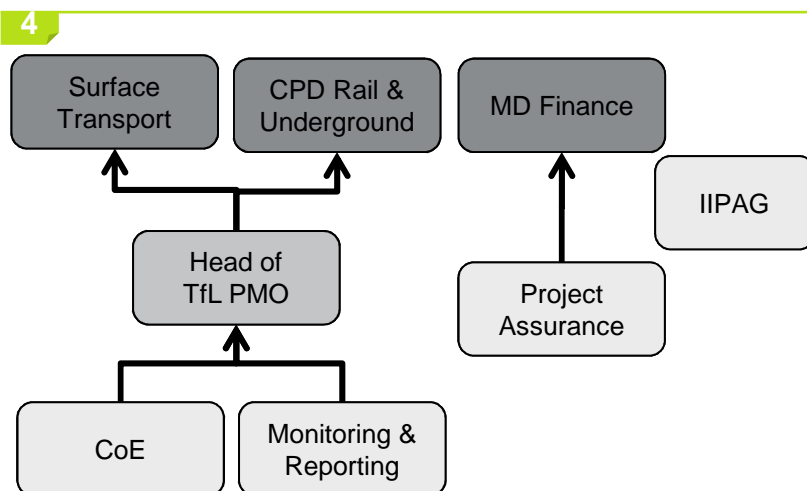 4
Surface
Transport
CPD Rail &
Underground
MD Finance
IIPAG
Head of
TfL PMO
Project
Assurance
CoE
Monitoring &
Reporting